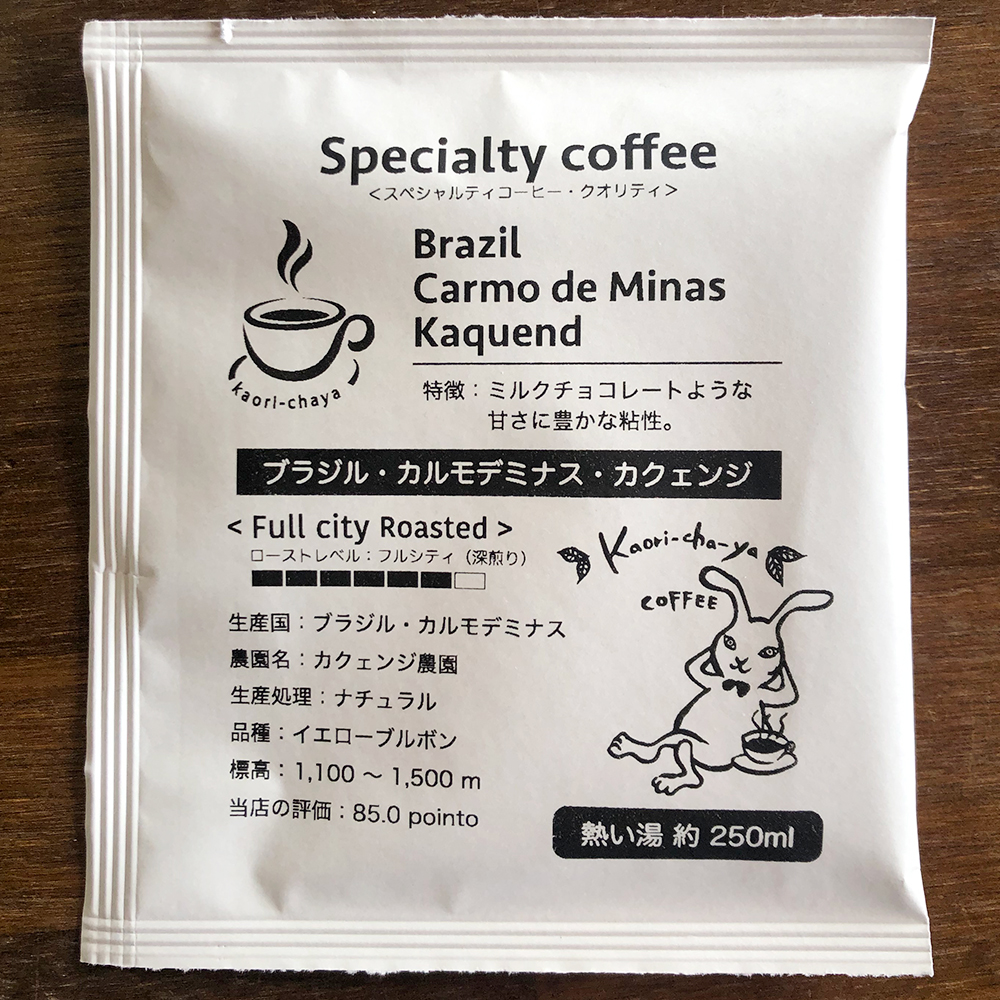 Specialty coffee
＜スペシャルティコーヒー・クオリティ＞
Brazil
Carmo de Minas
Kaquend
kaori-chaya
特徴：ミルクチョコレートような
甘さに豊かな粘性。
ブラジル・カルモデミナス・カクェンジ
< Full city Roasted >
ローストレベル：フルシティ（深煎り）
Kaori-cha-ya
COFFEE
生産国：ブラジル・カルモデミナス
農園名：カクェンジ農園
生産処理：ナチュラル
品種：イエローブルボン
標高：1,100 ～ 1,500 m
当店の評価：85.0 pointo
熱い湯 約 250ml